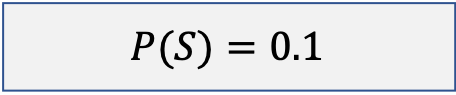 P(S) = 0.1